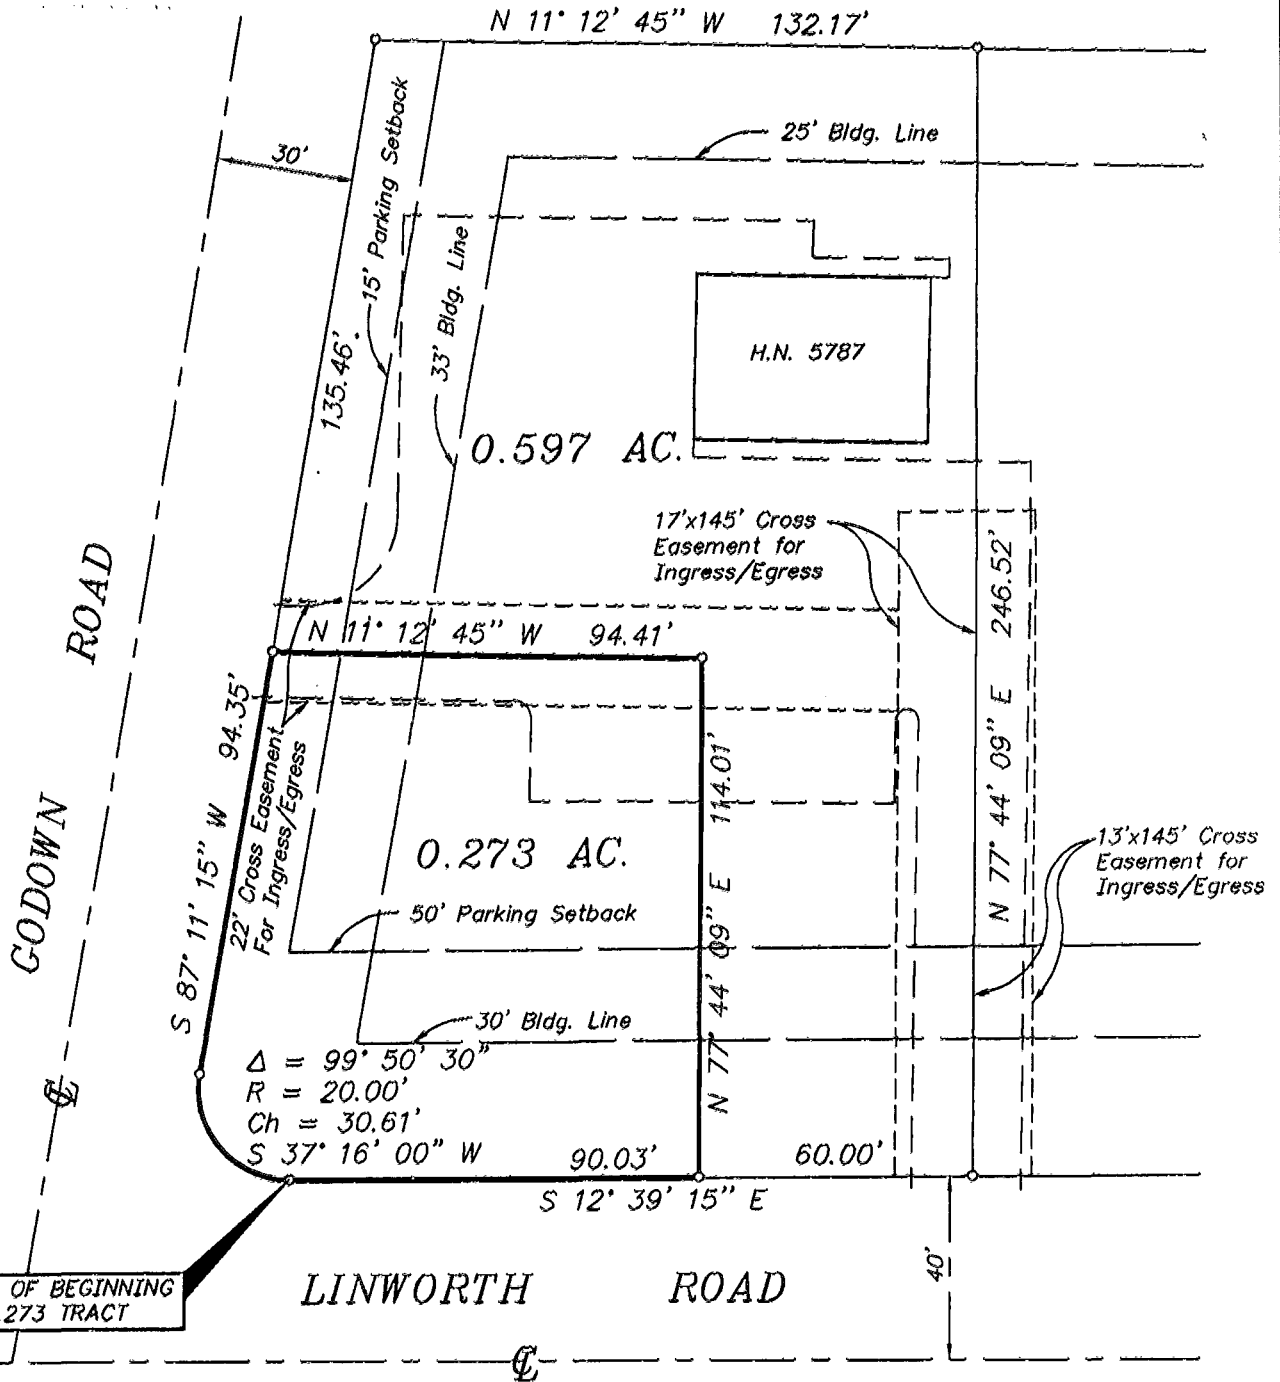 N 11° 12' 45" W 132.17'
15' Parking Setback
25' Bldg. Line
30'
33' Bldg. Line
135.46'
H.N. 5787
0.597 AC.
17'x145' Cross
Easement for
Ingress/Egress
246.52'
N 77° 44' 09" E
ROAD
GODOWN
N 11° 12' 45" W 94.41'
94.35'
S 87° 11' 15" W
22' Cross Easement
For Ingress/Egress
114.01'
N 77° 44' 09" E
0.273 AC.
13'x145' Cross
Easement for
Ingress/Egress
50' Parking Setback
30' Bldg. Line
Δ = 99° 50' 30"
R = 20.00'
Ch = 30.61'
S 37° 16' 00" W
90.03'
60.00'
S 12° 39' 15" E
℄
OF BEGINNING
273 TRACT
LINWORTH ROAD
40'
℄